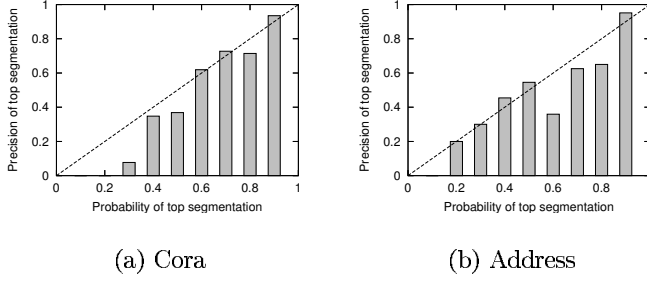 1
0.8
0.6
0.4
0.2
0
0 0.2 0.4 0.6 0.8 1
Precision of top segmentation
Probability of top segmentation
(a) Cora
1
0.8
0.6
0.4
0.2
0
0 0.2 0.4 0.6 0.8
Precision of top segmentation
Probability of top segmentation
(b) Address